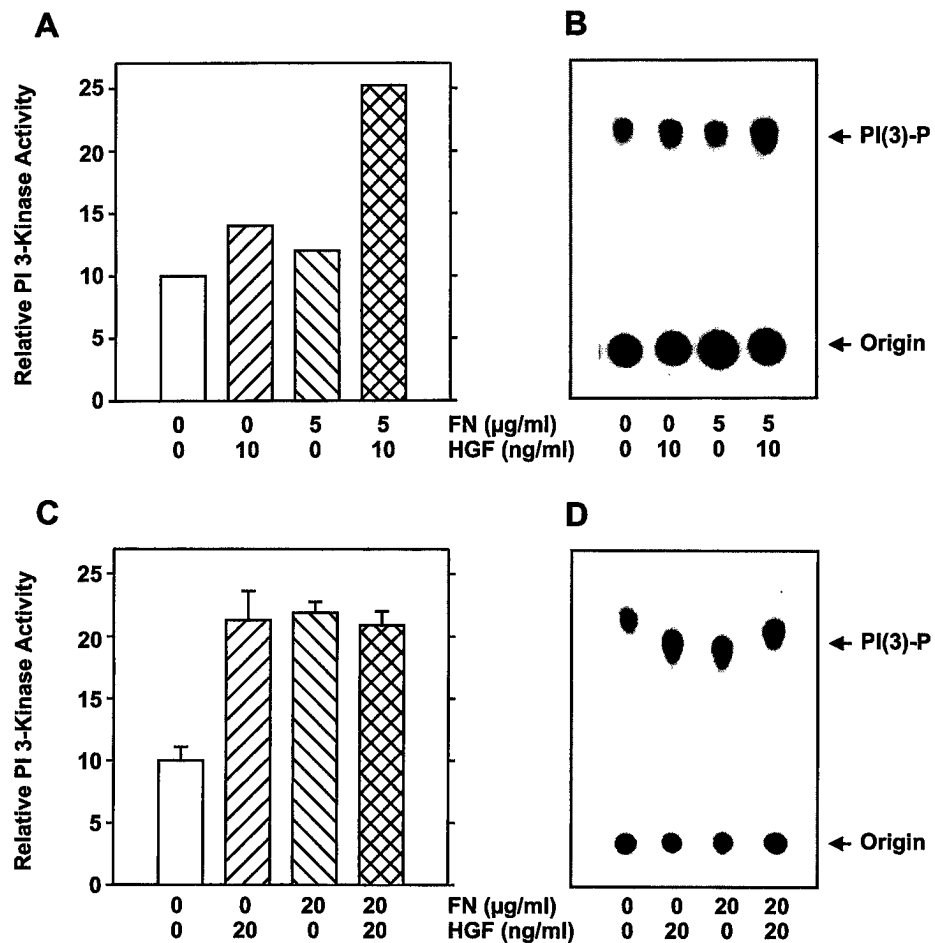 A
Relative PI 3-Kinase Activity
25
20
15
10
5
0
0 0 5 5 FN (µg/ml)
0 10 0 10 HGF (ng/ml)
B
PI(3)-P
Origin
0 0 5 5
0 10 0 10
C
Relative PI 3-Kinase Activity
25
20
15
10
5
0
0 0 20 20 FN (µg/ml)
0 20 0 20 HGF (ng/ml)
D
PI(3)-P
Origin
0 0 20 20
0 20 0 20